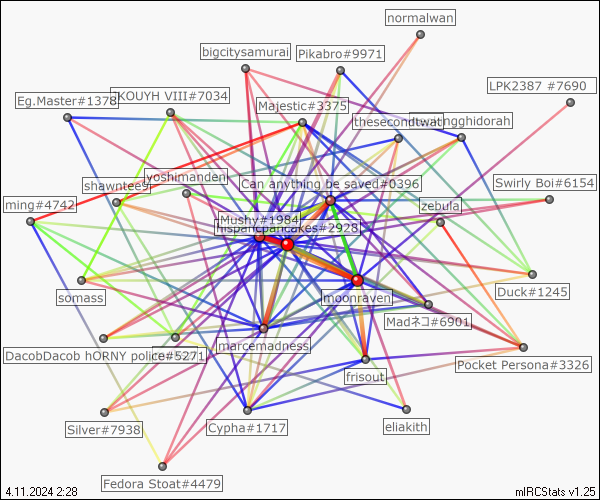 normalwan
bigcitysamurai
Pikabro#9971
LPK2387 #7690
Eg.Master#1378
KOUYH VIII#7034
Majestic#3375
thesecondtwat
ngghidorah
yoshimanden
shawntee9
Can anything be saved#0396
Swirly Boi#6154
ming#4742
zebula
Mushy#1984
hispanicpancakes#2928
somass
moonraven
Duck#1245
Madネコ#6901
marcemadness
DacobDacob hORNY police#5271
Pocket Persona#3326
frisout
Silver#7938
Cypha#1717
eliakith
Fedora Stoat#4479
4.11.2024 2:28
mIRCStats v1.25